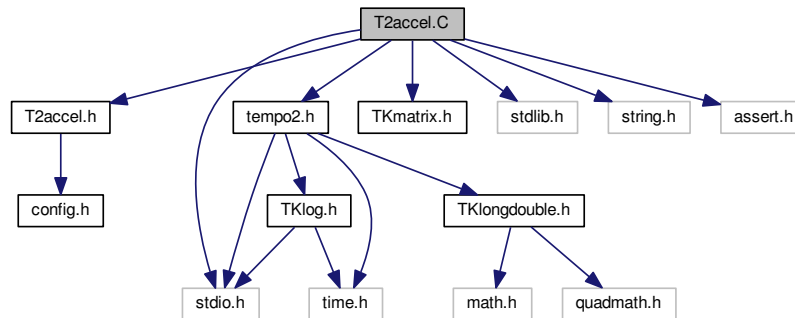 T2accel.C
T2accel.h
tempo2.h
TKmatrix.h
stdlib.h
string.h
assert.h
config.h
TKlog.h
TKlongdouble.h
stdio.h
time.h
math.h
quadmath.h